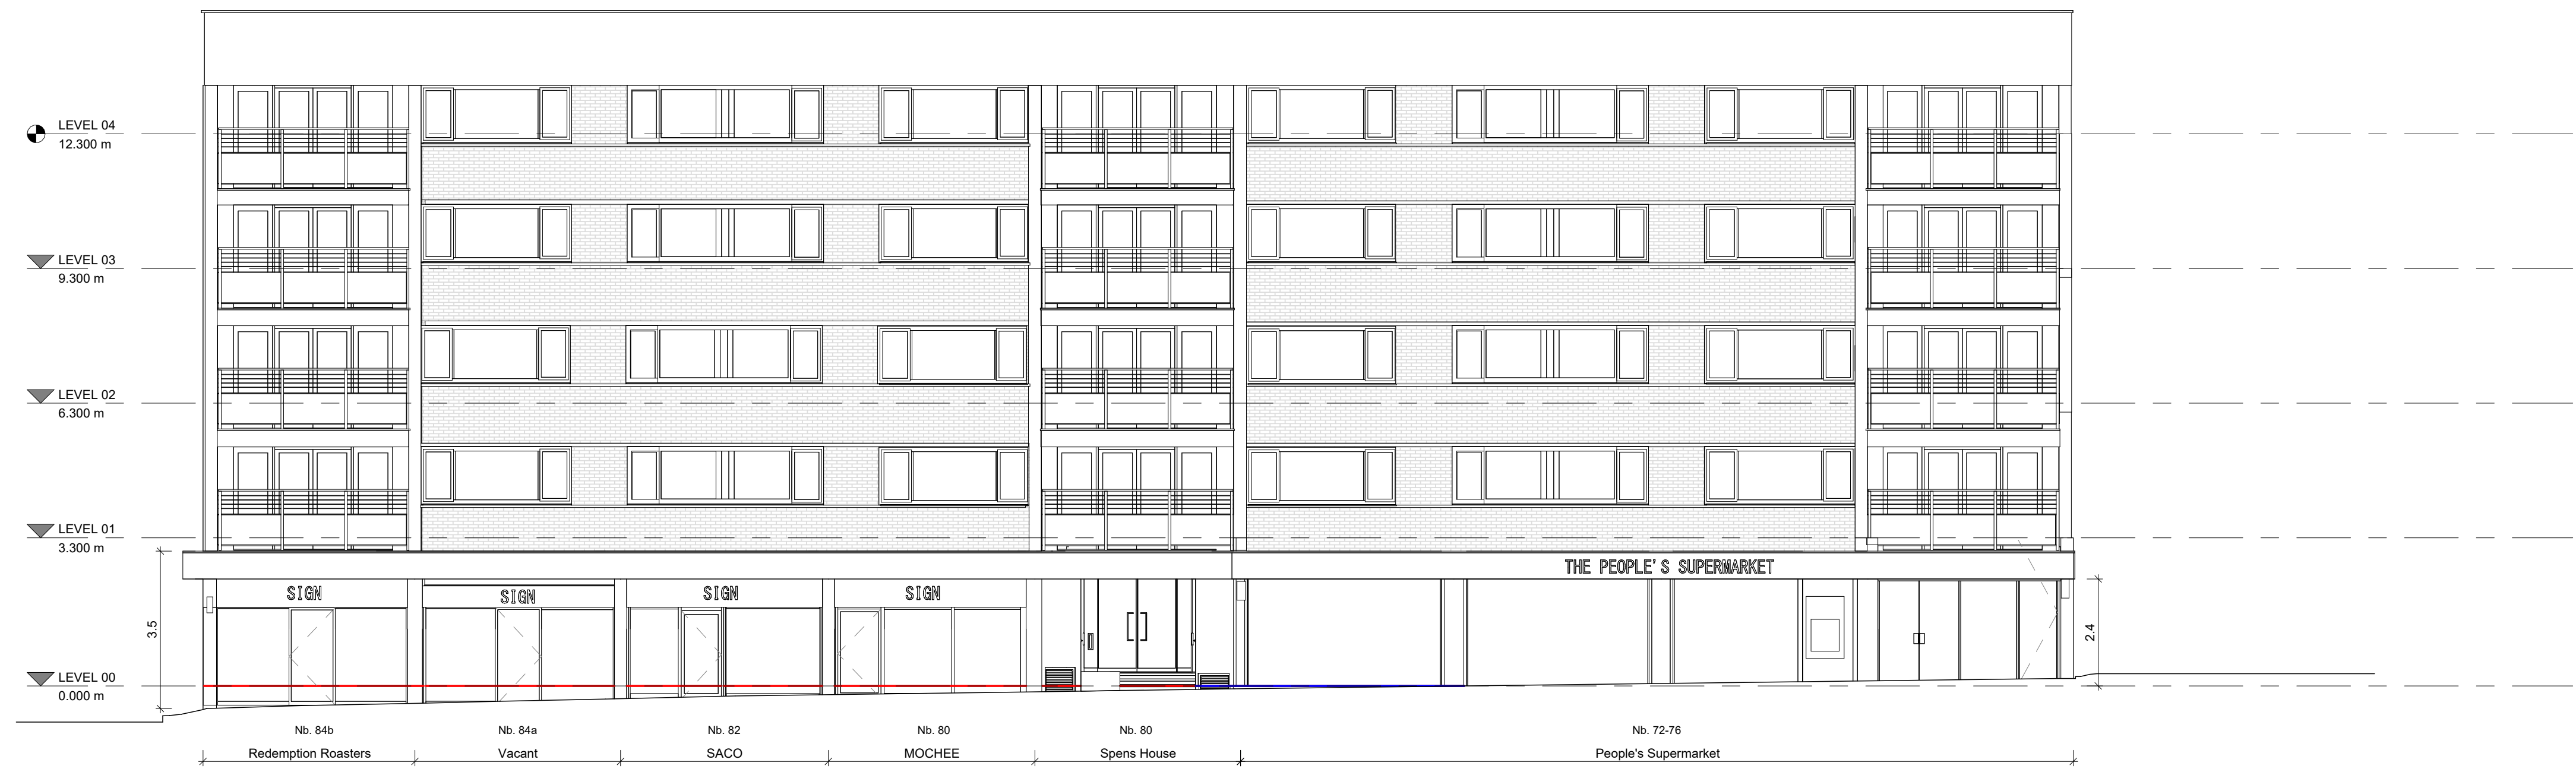 LEVEL 04
12.300 m
LEVEL 03
9.300 m
LEVEL 02
6.300 m
LEVEL 01
3.300 m
THE PEOPLE'S SUPERMARKET
SIGN
SIGN
SIGN
SIGN
3.5
2.4
LEVEL 00
0.000 m
Nb. 84b
Nb. 84a
Nb. 82
Nb. 80
Nb. 80
Nb. 72-76
Redemption Roasters
Vacant
SACO
MOCHEE
Spens House
People's Supermarket